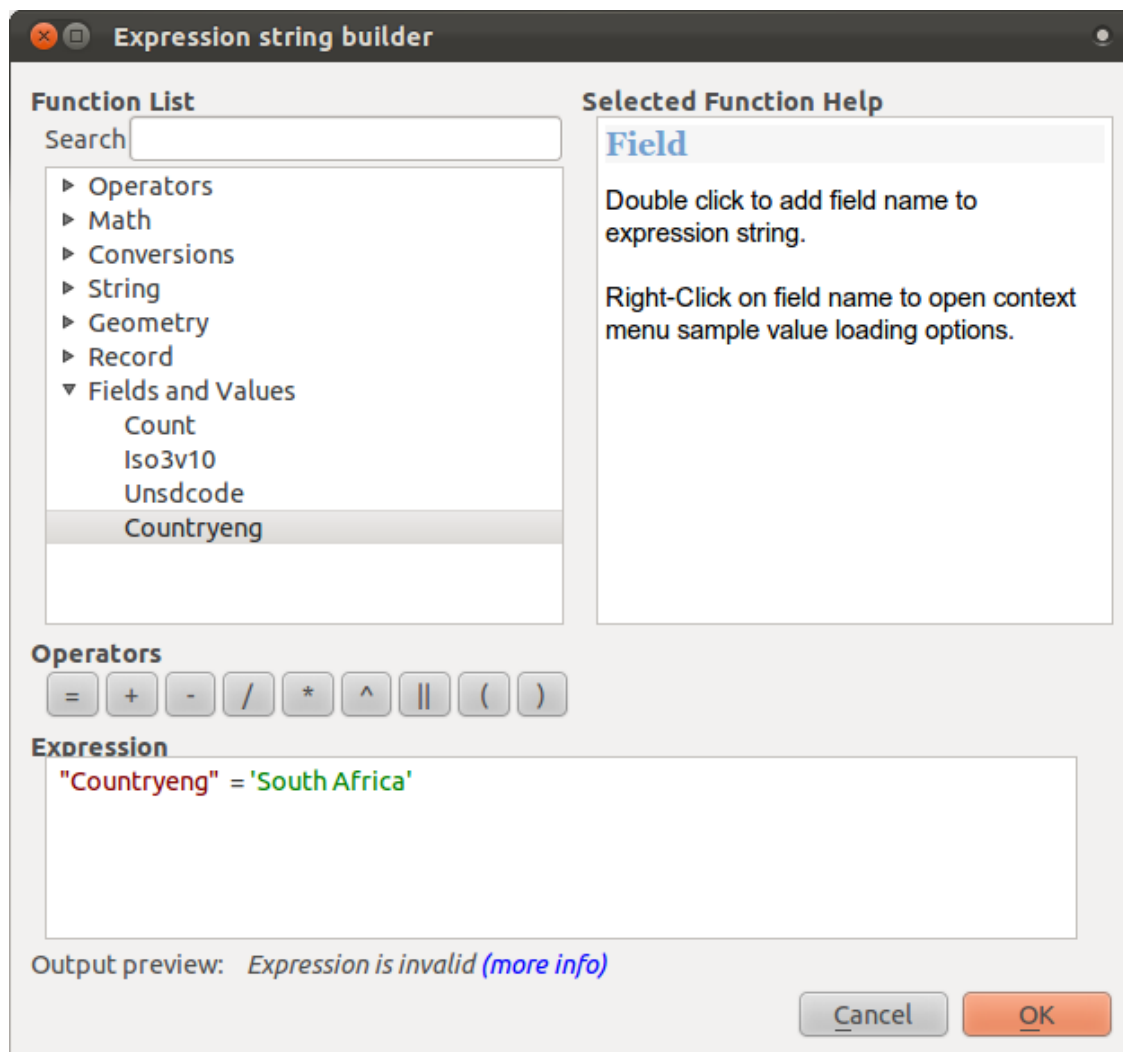 Expression string builder
Function List
Search
Operators
Math
Conversions
String
Geometry
Record
Fields and Values
Count
Iso3v10
Unsdcode
Countryeng
Selected Function Help
Field
Double click to add field name to
expression string.
Right-Click on field name to open context
menu sample value loading options.
Operators
= + - / * ^ || ( )
Expression
"Countryeng" = 'South Africa'
Output preview: Expression is invalid (more info)
Cancel OK